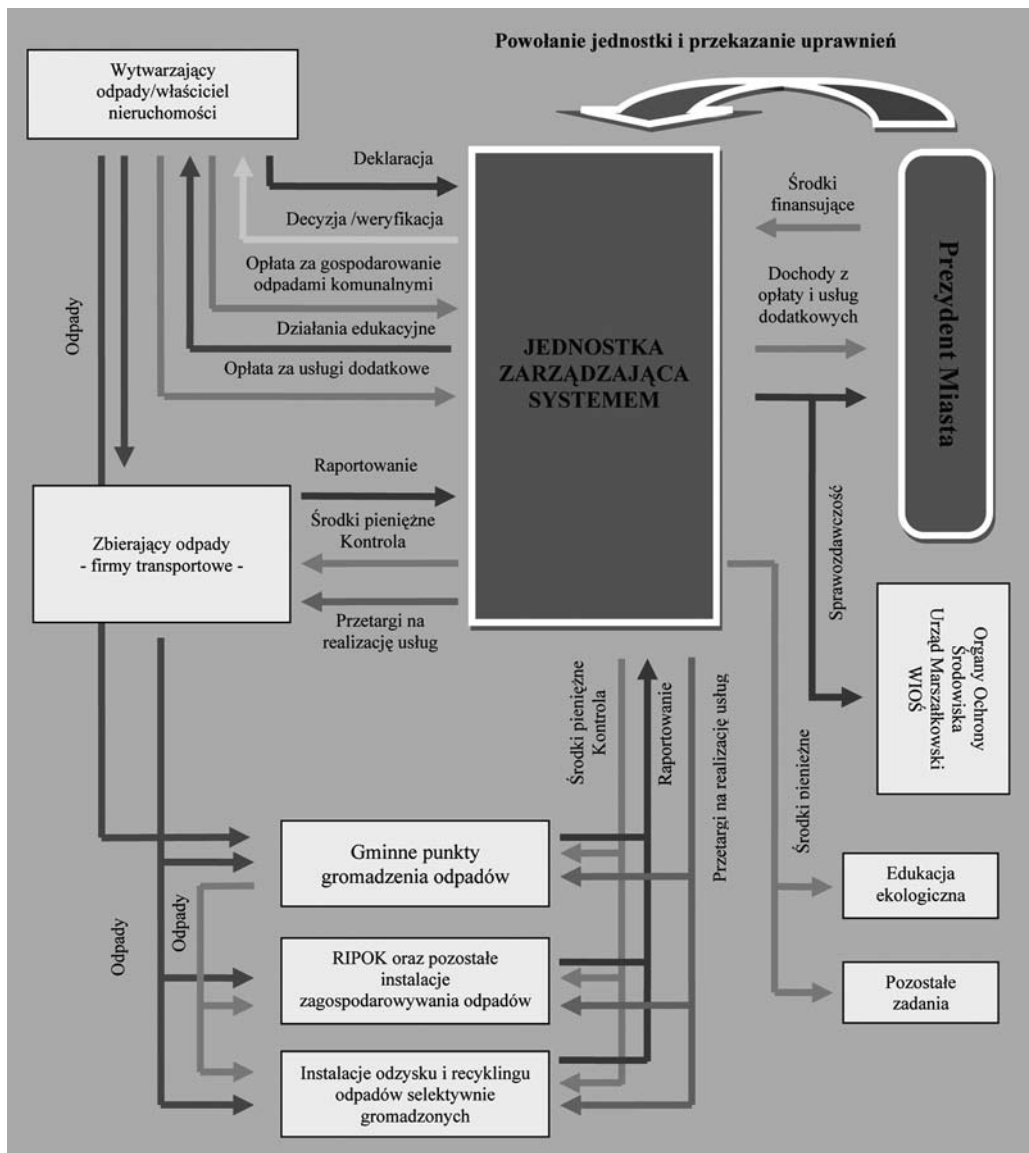 Powołanie jednostki i przekazanie uprawnień
Wytwarzający
odpady/właściciel
nieruchomości
Deklaracja
Decyzja /weryfikacja
Opłata za gospodarowanie
odpadami komunalnymi
Działania edukacyjne
Opłata za usługi dodatkowe
Odpady
JEDNOSTKA
ZARZĄDZAJĄCA
SYSTEMEM
Środki
finansujące
Dochody z
opłaty i usług
dodatkowych
Prezydent Miasta
Zbierający odpady
- firmy transportowe -
Raportowanie
Środki pieniężne
Kontrola
Przetargi na
realizację usług
Sprawozdawczość
Organy Ochrony
Środowiska
Urząd Marszałkowski
WIOŚ
Środki pieniężne
Kontrola
Raportowanie
Przetargi na realizację usług
Środki pieniężne
Gminne punkty
gromadzenia odpadów
Edukacja
ekologiczna
Odpady
Odpady
RIPOK oraz pozostałe
instalacje
zagospodarowywania odpadów
Pozostałe
zadania
Instalacje odzysku i recyklingu
odpadów selektywnie
gromadzonych